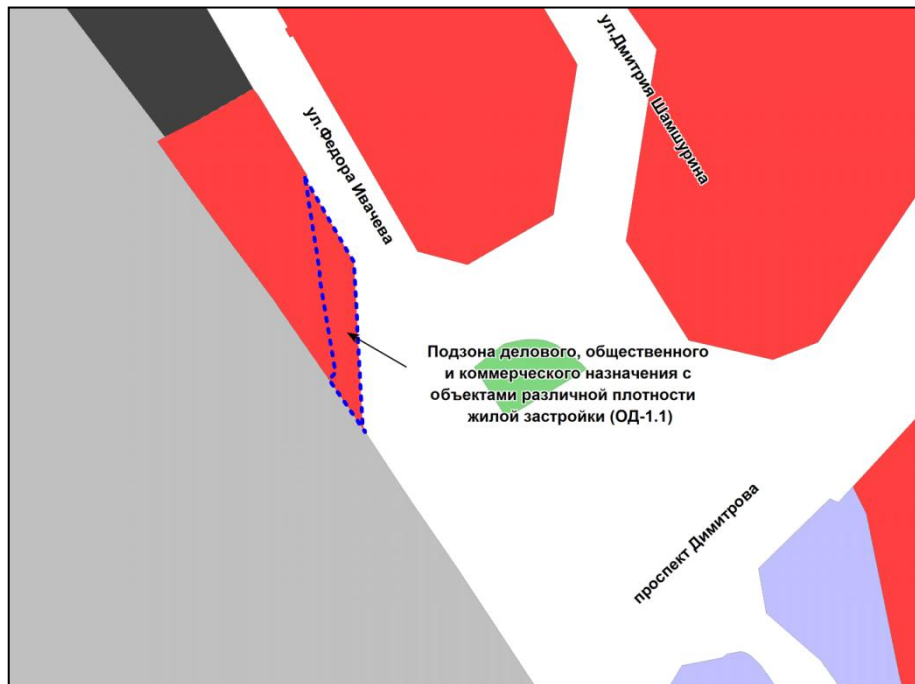 ул.Дмитрия Шамшурина
ул.Федора Ивачева
Подзона делового, общественного
и коммерческого назначения с
объектами различной плотности
жилой застройки (ОД-1.1)
проспект Димитрова